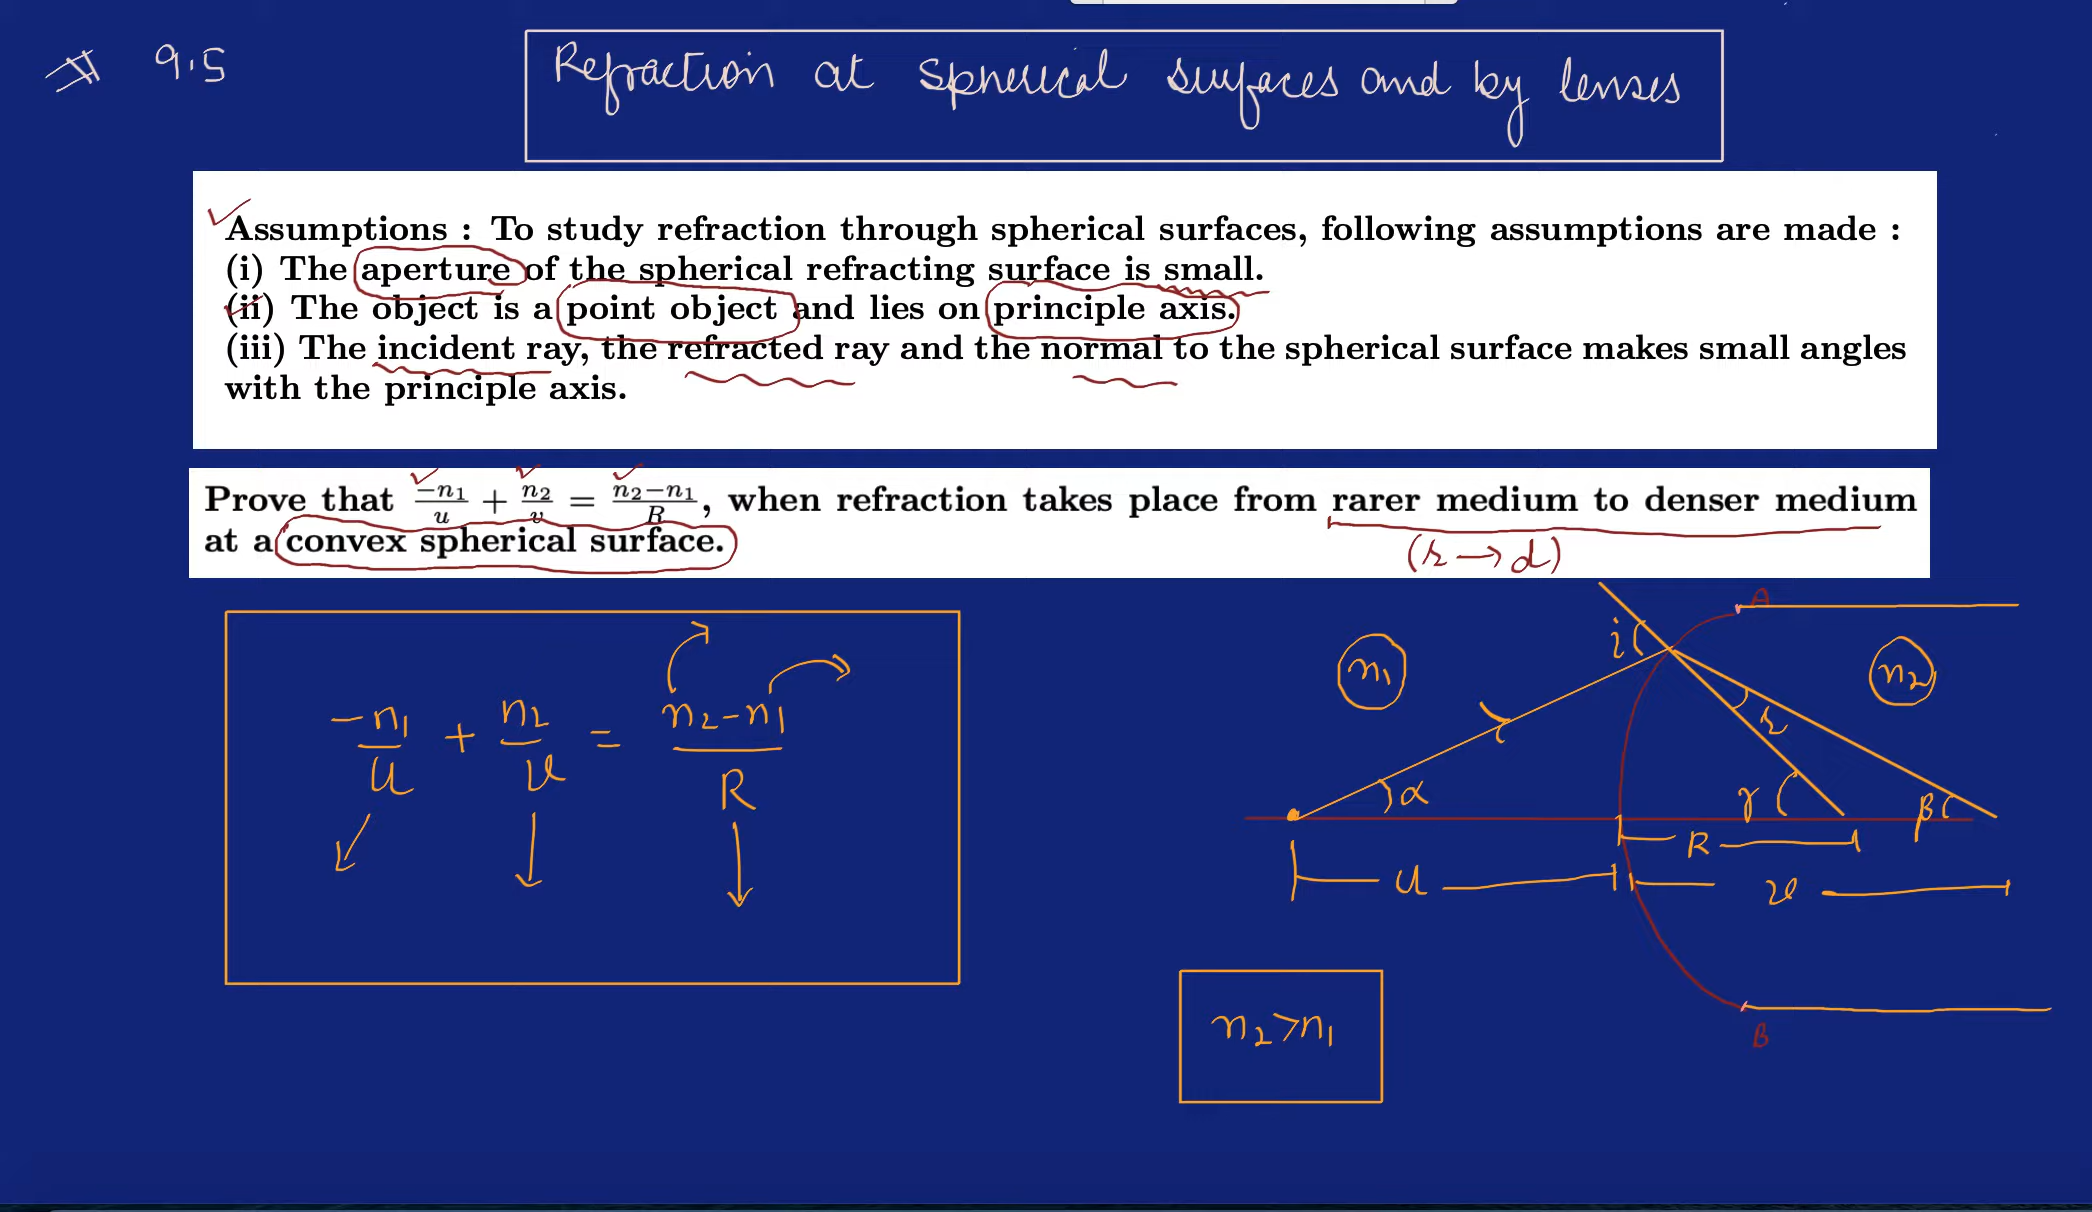 ⇒ 9.5
Refraction at spherical surfaces and by lenses
Assumptions : To study refraction through spherical surfaces, following assumptions are made :
(i) The aperture of the spherical refracting surface is small.
(ii) The object is a point object and lies on principle axis.
(iii) The incident ray, the refracted ray and the normal to the spherical surface makes small angles
with the principle axis.
Prove that -n₁/u + n₂/v = n₂-n₁/R, when refraction takes place from rarer medium to denser medium
at a convex spherical surface.
(r → d)
-n₁/u + n₂/v = n₂-n₁/R
A
i
n₁
n₂
r
α
γ
β
R
u
v
B
n₂>n₁